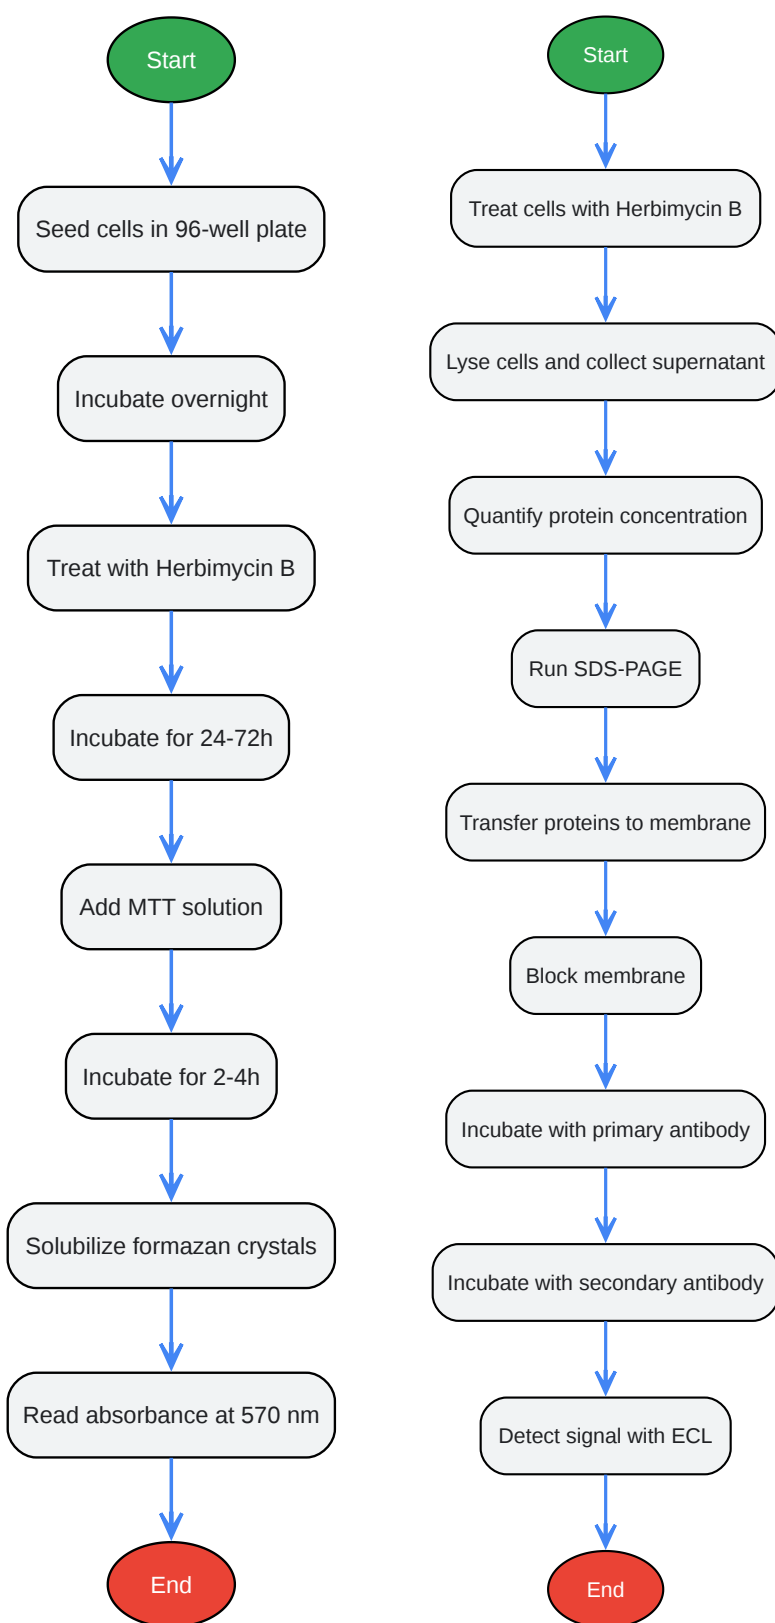 Start
Seed cells in 96-well plate
Incubate overnight
Treat with Herbimycin B
Incubate for 24-72h
Add MTT solution
Incubate for 2-4h
Solubilize formazan crystals
Read absorbance at 570 nm
End
Start
Treat cells with Herbimycin B
Lyse cells and collect supernatant
Quantify protein concentration
Run SDS-PAGE
Transfer proteins to membrane
Block membrane
Incubate with primary antibody
Incubate with secondary antibody
Detect signal with ECL
End